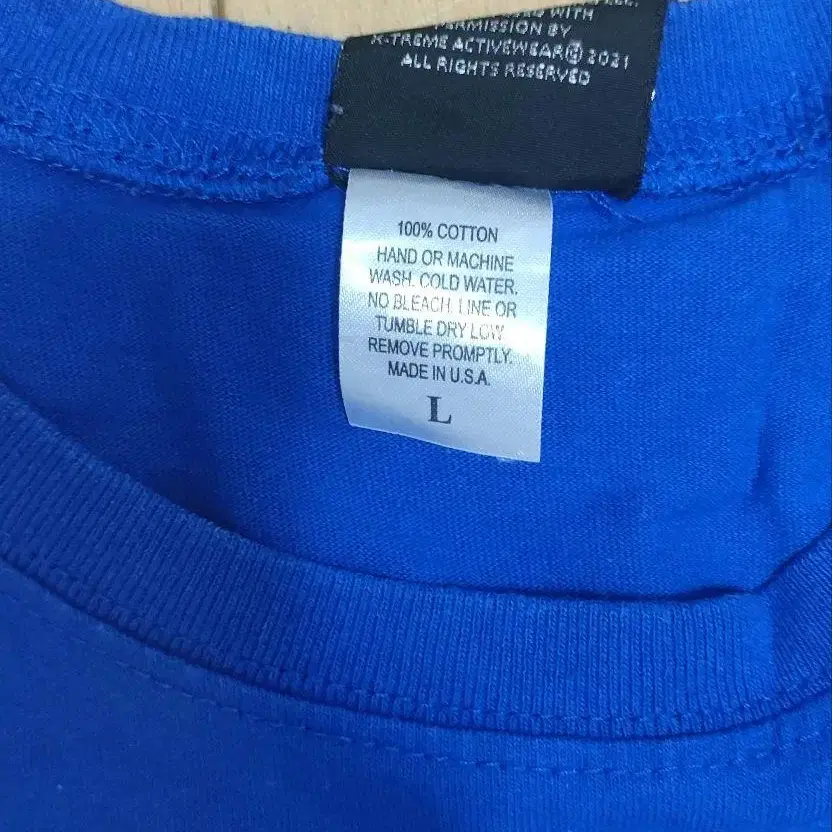 WITH
PERMISSION BY
X-TREME ACTIVEWEAR© 2021
ALL RIGHTS RESERVED
100% COTTON
HAND OR MACHINE
WASH. COLD WATER.
NO BLEACH. LINE OR
TUMBLE DRY LOW.
REMOVE PROMPTLY.
MADE IN U.S.A.
L